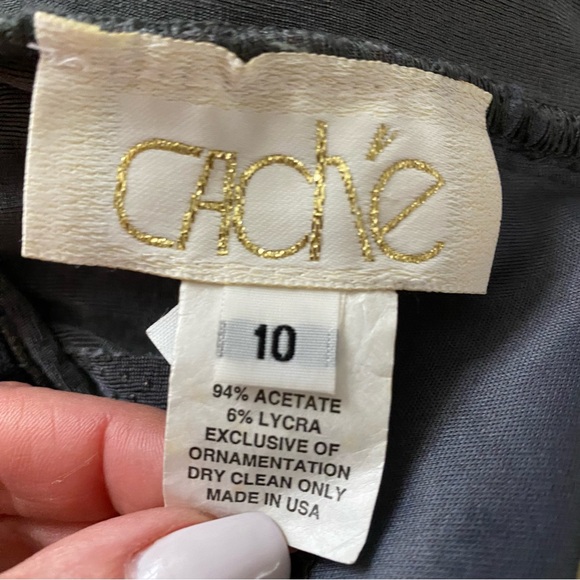 CAché
10
94% ACETATE
6% LYCRA
EXCLUSIVE OF
ORNAMENTATION
DRY CLEAN ONLY
MADE IN USA